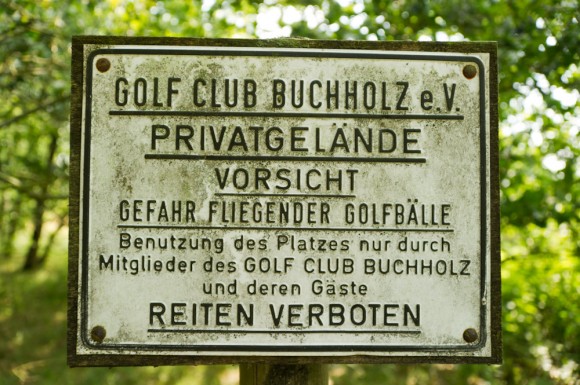 GOLF CLUB BUCHHOLZ e.V.
PRIVATGELÄNDE
VORSICHT
GEFAHR FLIEGENDER GOLFBÄLLE
Benutzung des Platzes nur durch
Mitglieder des GOLF CLUB BUCHHOLZ
und deren Gäste
REITEN VERBOTEN